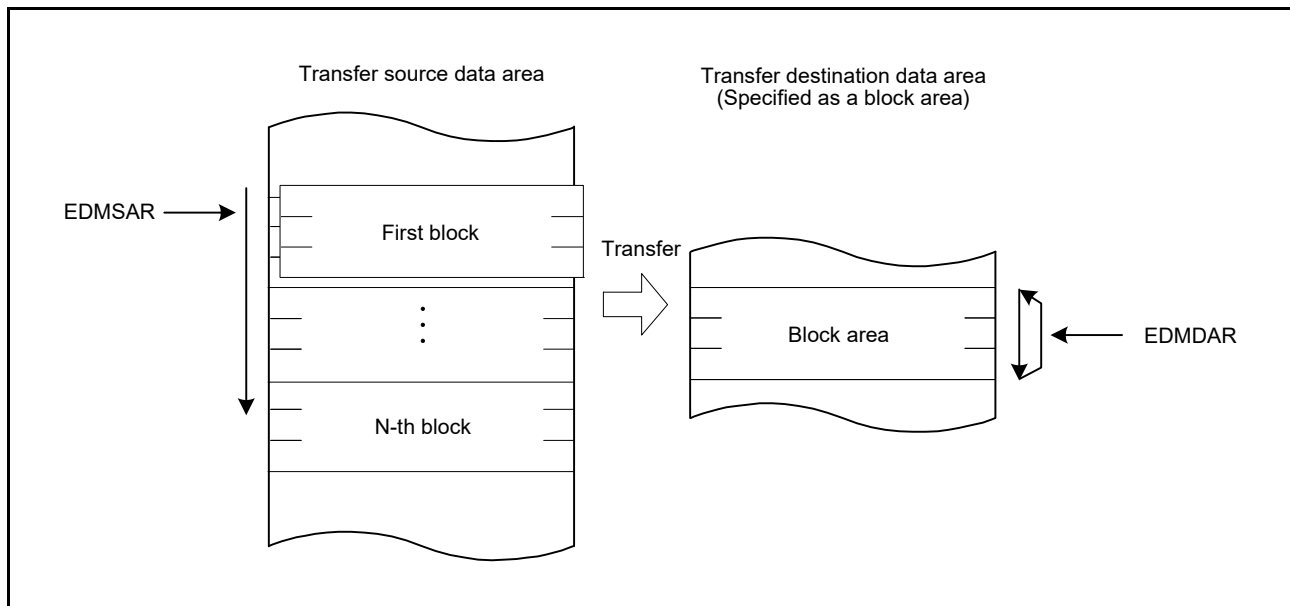 Transfer source data area
Transfer destination data area
(Specified as a block area)
EDMSAR
First block
Transfer
Block area
EDMDAR
N-th block